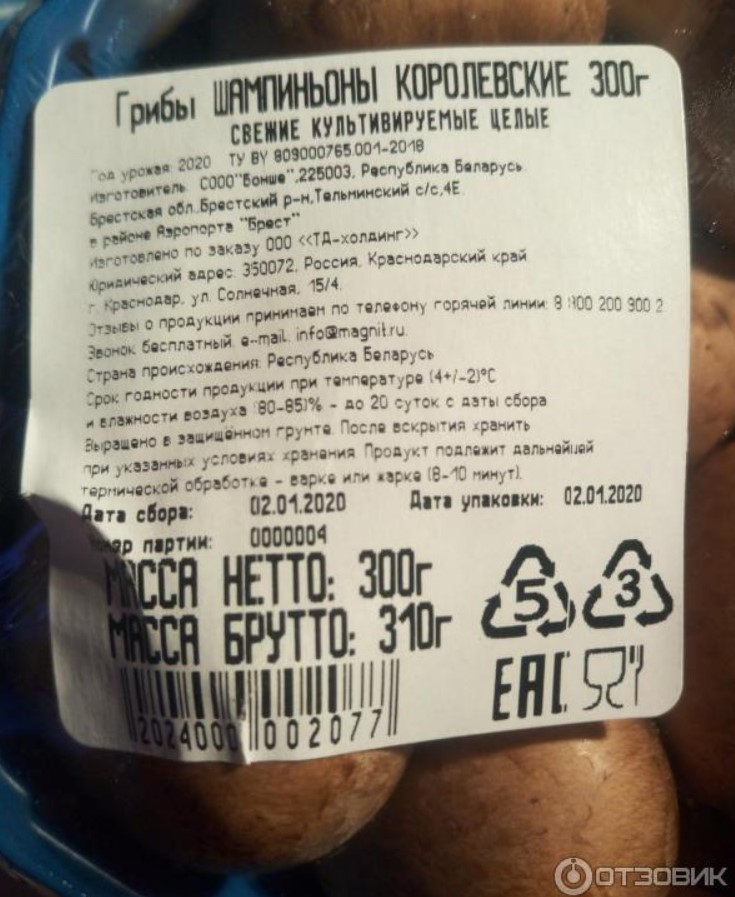 Грибы ШАМПИНЬОНЫ КОРОЛЕВСКИЕ 300г
СВЕЖИЕ КУЛЬТИВИРУЕМЫЕ ЦЕЛЫЕ
Год урожая 2020 ТУ BY 809000765.001-2018
Изготовитель: СООО"Бонше",225003, Республика Беларусь
Брестская обл.,Брестский р-н,Тельминский с/с,4Е
в районе Аэропорта "Брест"
Изготовлено по заказу ООО <<ТД-холдинг>>
Юридический адрес: 350072, Россия, Краснодарский край
г. Краснодар, ул. Солнечная, 15/4.
Отзывы о продукции принимаем по телефону горячей линии: 8 800 200 900 2
Звонок бесплатный. e-mail: info@magnit.ru.
Страна происхождения: Республика Беларусь
Срок годности продукции при температуре (4+/-2)°С
и влажности воздуха (80-85)% - до 20 суток с даты сбора
Выращено в защищённом грунте. После вскрытия хранить
при указанных условиях хранения. Продукт подлежит дальнейшей
термической обработке - варке или жарке (8-10 минут).
Дата сбора: 02.01.2020 Дата упаковки: 02.01.2020
Номер партии: 0000004
МАССА НЕТТО: 300г
МАССА БРУТТО: 310г
5 3
EAC
2024000 002077
ОТЗОВИК